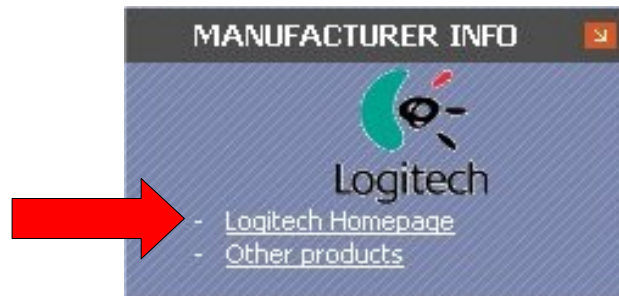 MANUFACTURER INFO
Logitech
- Logitech Homepage
- Other products